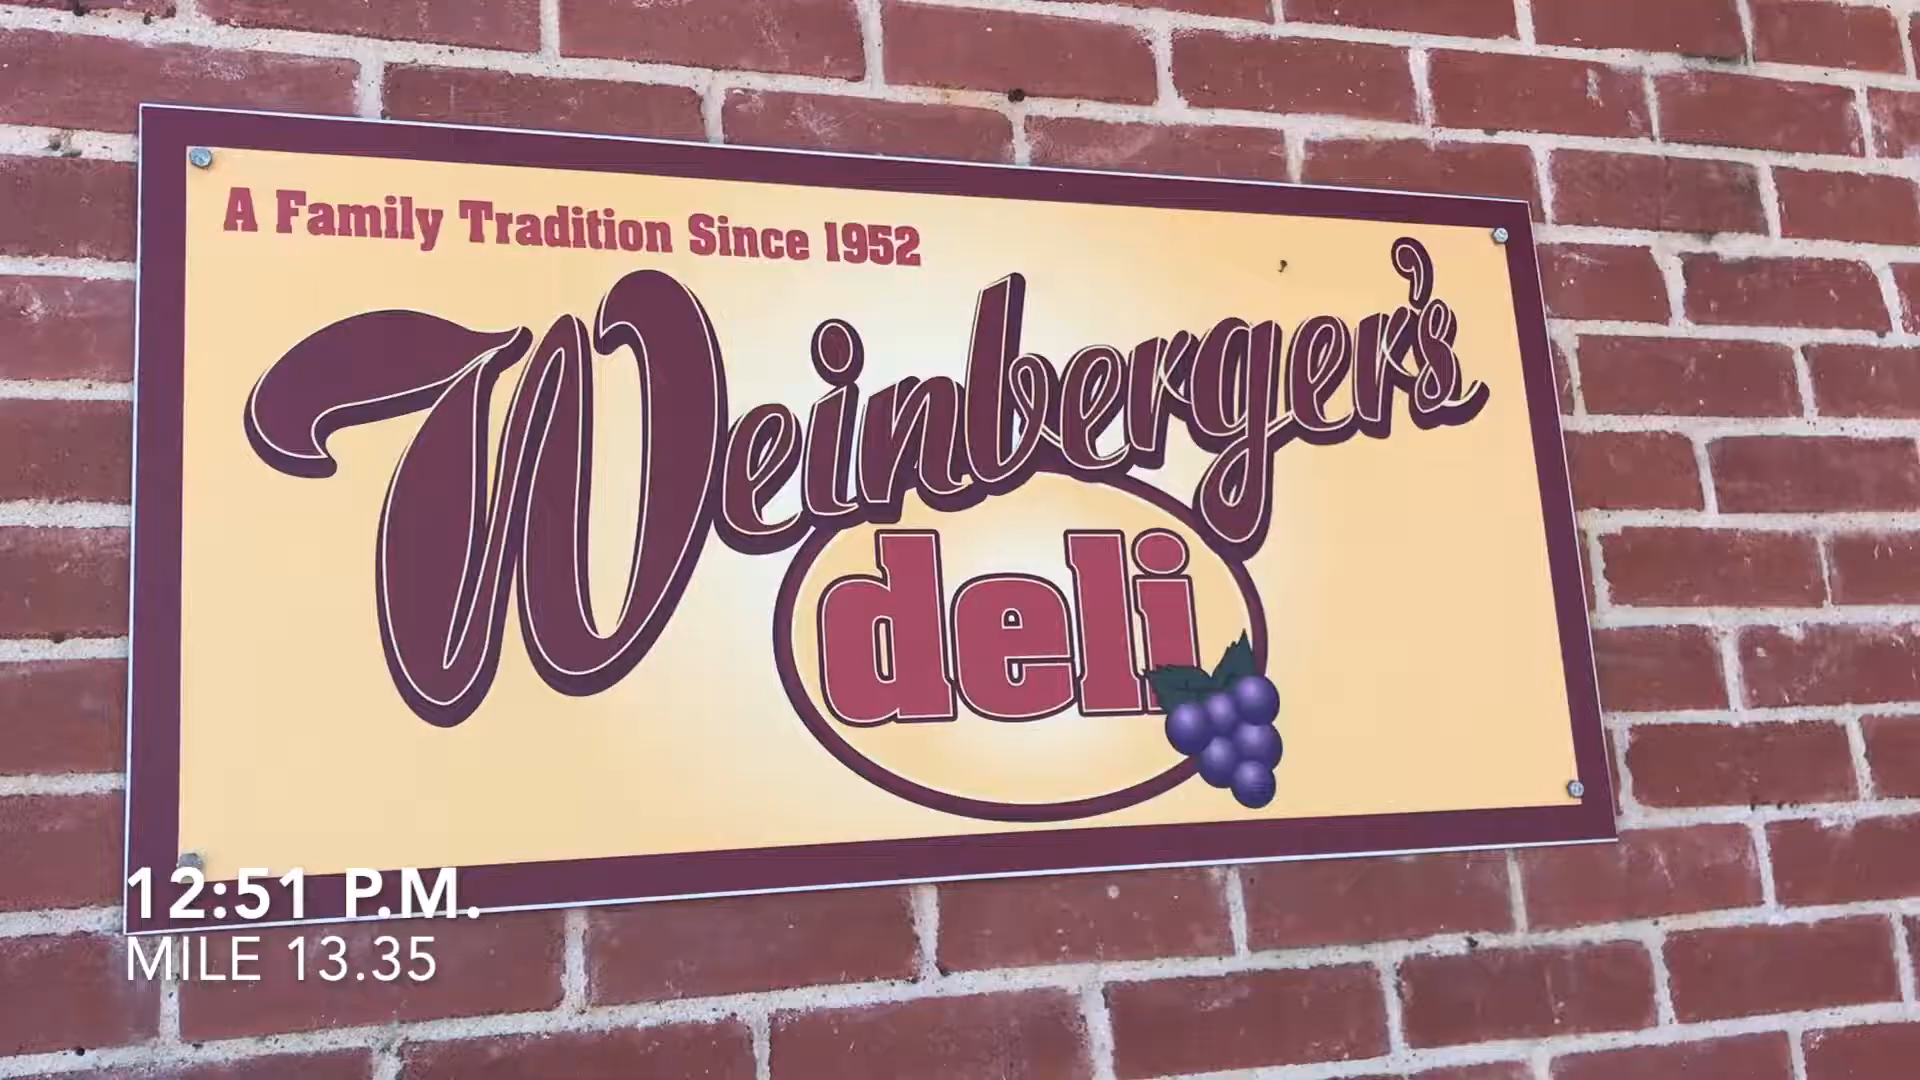 A Family Tradition Since 1952
Weinberger's
deli
12:51 P.M.
MILE 13.35